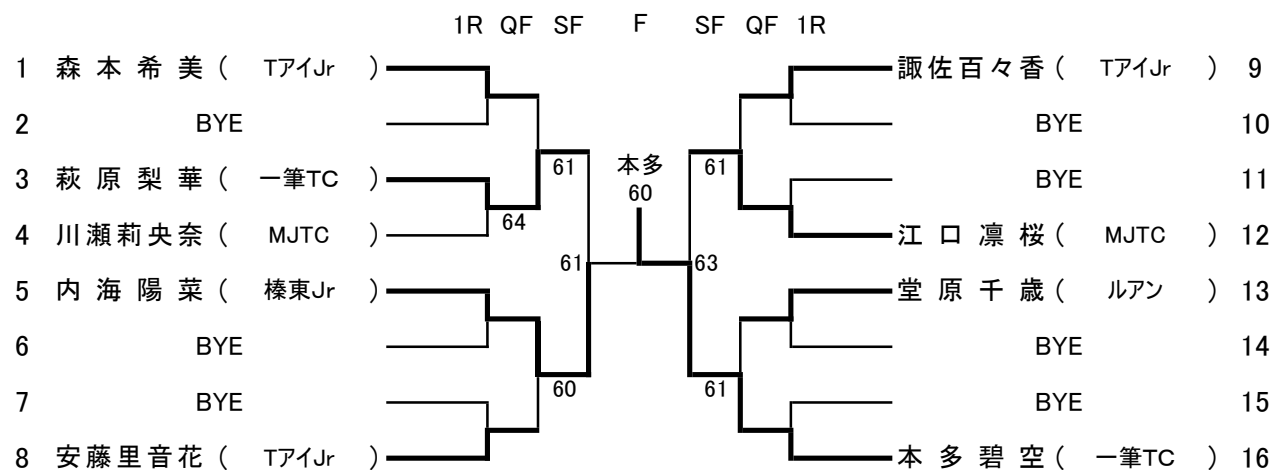 1R QF SF F SF QF 1R
1 森本希美 ( TアイJr ) 諏佐百々香 ( TアイJr ) 9
2 BYE BYE 10
61 本多 61
3 萩原梨華 ( 一筆TC ) 60 BYE 11
64
4 川瀬莉央奈 ( MJTC ) 江口凛桜 ( MJTC ) 12
61 63
5 内海陽菜 ( 榛東Jr ) 堂原千歳 ( ルアン ) 13
6 BYE BYE 14
60 61
7 BYE BYE 15
8 安藤里音花 ( TアイJr ) 本多碧空 ( 一筆TC ) 16